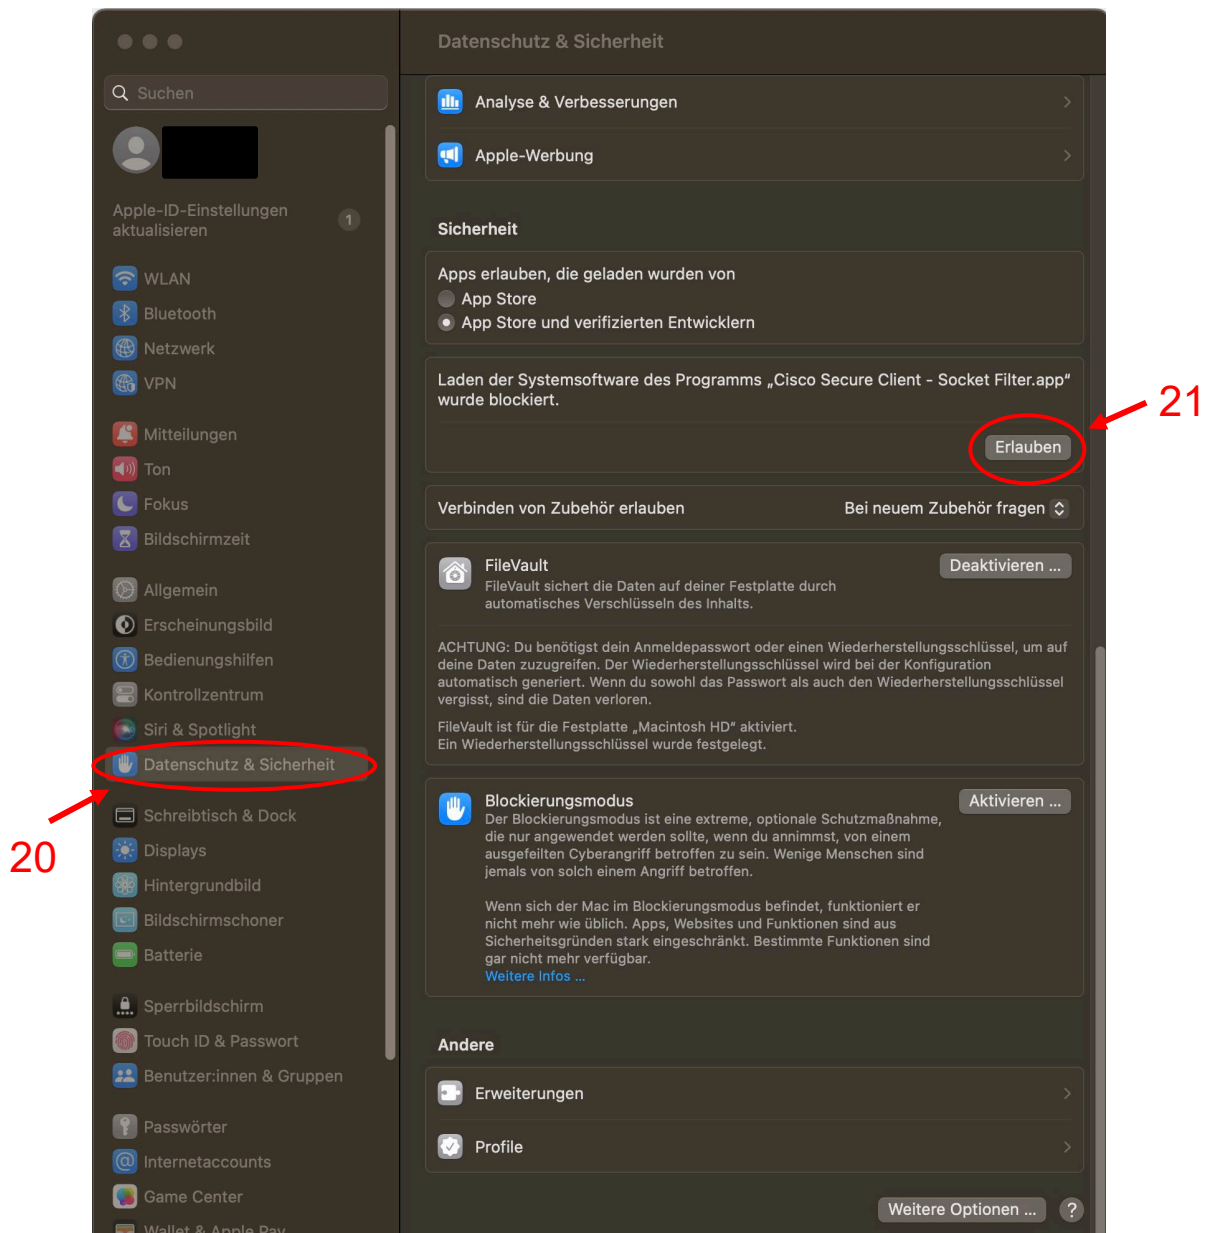 Datenschutz & Sicherheit
Suchen
Apple-ID-Einstellungen
aktualisieren
1
WLAN
Bluetooth
Netzwerk
VPN
Mitteilungen
Ton
Fokus
Bildschirmzeit
Allgemein
Erscheinungsbild
Bedienungshilfen
Kontrollzentrum
Siri & Spotlight
Datenschutz & Sicherheit
20
Schreibtisch & Dock
Displays
Hintergrundbild
Bildschirmschoner
Batterie
Sperrbildschirm
Touch ID & Passwort
Benutzer:innen & Gruppen
Passwörter
Internetaccounts
Game Center
Wallet & Apple Pay
Analyse & Verbesserungen
Apple-Werbung
Sicherheit
Apps erlauben, die geladen wurden von
App Store
App Store und verifizierten Entwicklern
Laden der Systemsoftware des Programms „Cisco Secure Client - Socket Filter.app“
wurde blockiert.
21
Erlauben
Verbinden von Zubehör erlauben
Bei neuem Zubehör fragen
FileVault
Deaktivieren ...
FileVault sichert die Daten auf deiner Festplatte durch
automatisches Verschlüsseln des Inhalts.
ACHTUNG: Du benötigst dein Anmeldepasswort oder einen Wiederherstellungsschlüssel, um auf
deine Daten zuzugreifen. Der Wiederherstellungsschlüssel wird bei der Konfiguration
automatisch generiert. Wenn du sowohl das Passwort als auch den Wiederherstellungsschlüssel
vergisst, sind die Daten verloren.
FileVault ist für die Festplatte „Macintosh HD“ aktiviert.
Ein Wiederherstellungsschlüssel wurde festgelegt.
Blockierungsmodus
Aktivieren ...
Der Blockierungsmodus ist eine extreme, optionale Schutzmaßnahme,
die nur angewendet werden sollte, wenn du annimmst, von einem
ausgefeilten Cyberangriff betroffen zu sein. Wenige Menschen sind
jemals von solch einem Angriff betroffen.
Wenn sich der Mac im Blockierungsmodus befindet, funktioniert er
nicht mehr wie üblich. Apps, Websites und Funktionen sind aus
Sicherheitsgründen stark eingeschränkt. Bestimmte Funktionen sind
gar nicht mehr verfügbar.
Weitere Infos ...
Andere
Erweiterungen
Profile
Weitere Optionen ...
?